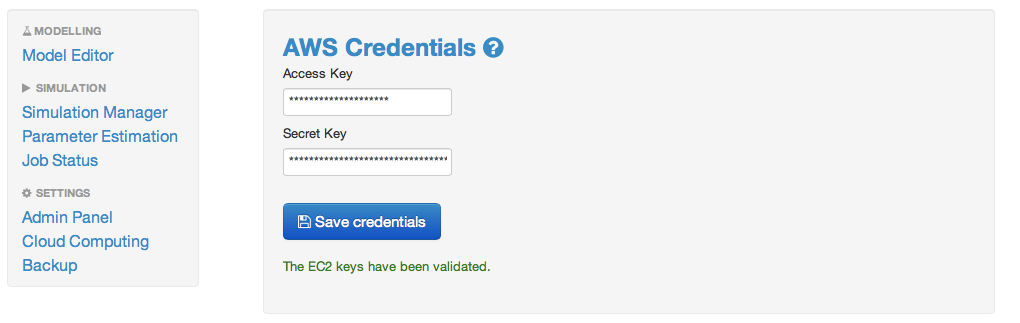 MODELLING
Model Editor
SIMULATION
Simulation Manager
Parameter Estimation
Job Status
SETTINGS
Admin Panel
Cloud Computing
Backup
AWS Credentials ?
Access Key
********************
Secret Key
********************************
Save credentials
The EC2 keys have been validated.